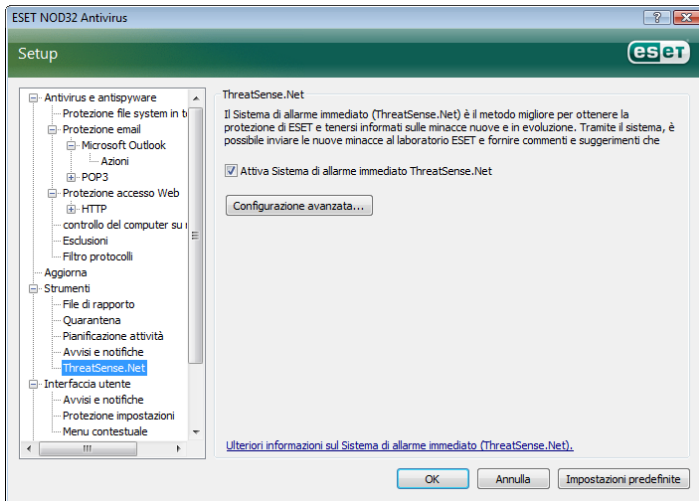 ESET NOD32 Antivirus
Setup
eset
Antivirus e antispyware
Protezione file system in t
Protezione email
Microsoft Outlook
Azioni
POP3
Protezione accesso Web
HTTP
controllo del computer su
Esclusioni
Filtro protocolli
Aggiorna
Strumenti
File di rapporto
Quarantena
Pianificazione attività
Avvisi e notifiche
ThreatSense.Net
Interfaccia utente
Avvisi e notifiche
Protezione impostazioni
Menu contestuale
ThreatSense.Net
Il Sistema di allarme immediato (ThreatSense.Net) è il metodo migliore per ottenere la
protezione di ESET e tenersi informati sulle minacce nuove e in evoluzione. Tramite il sistema, è
possibile inviare le nuove minacce al laboratorio ESET e fornire commenti e suggerimenti che
Attiva Sistema di allarme immediato ThreatSense.Net
Configurazione avanzata...
Ulteriori informazioni sul Sistema di allarme immediato (ThreatSense.Net).
OK
Annulla
Impostazioni predefinite